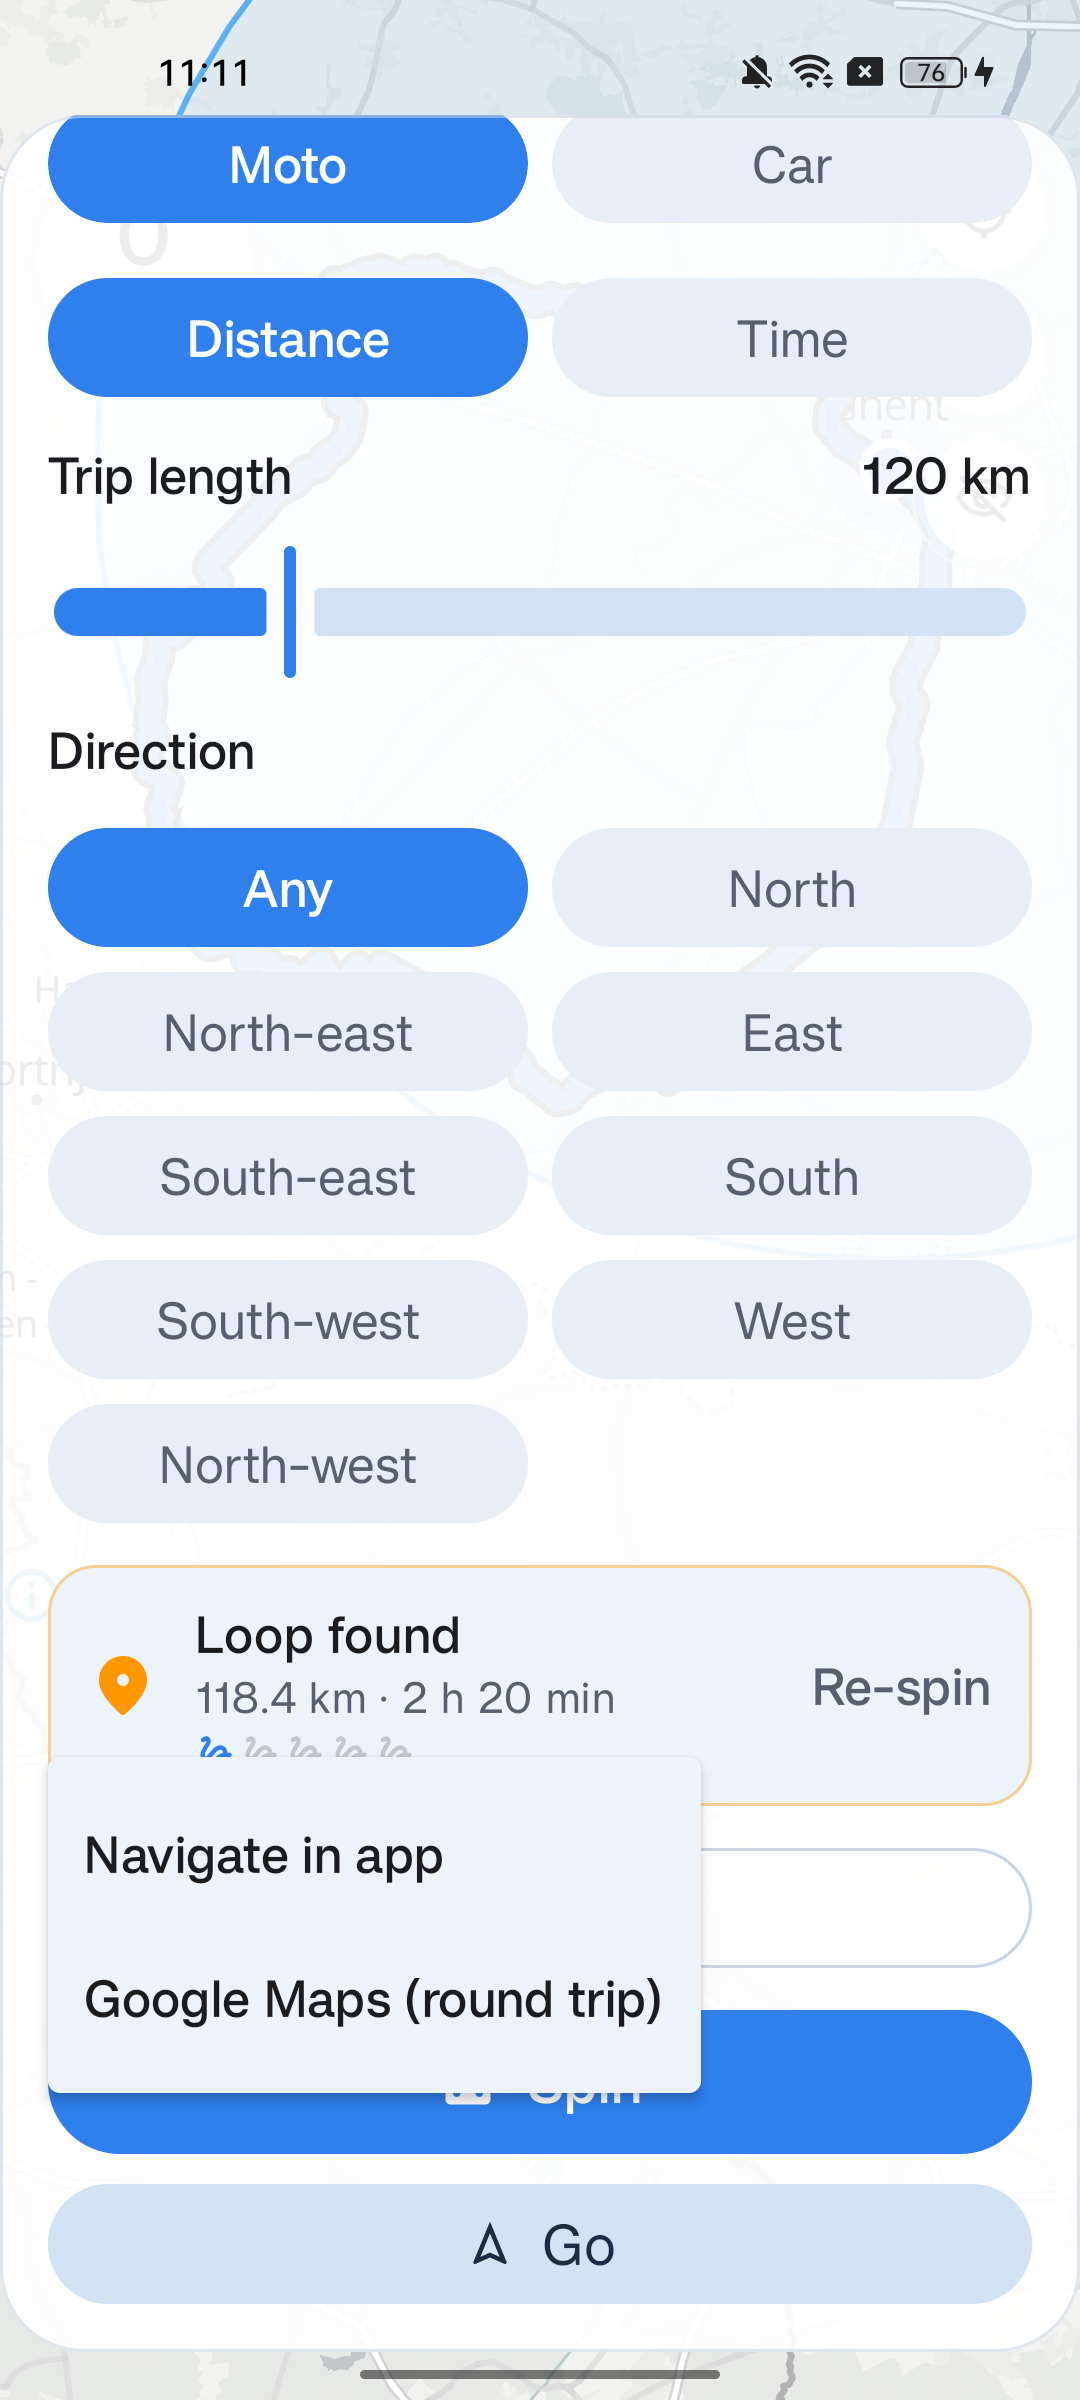 11:11
76
Moto
Car
Distance
Time
Trip length
120 km
Direction
Any
North
North-east
East
South-east
South
South-west
West
North-west
Loop found
118.4 km · 2 h 20 min
Re-spin
Navigate in app
Google Maps (round trip)
Spin
Go